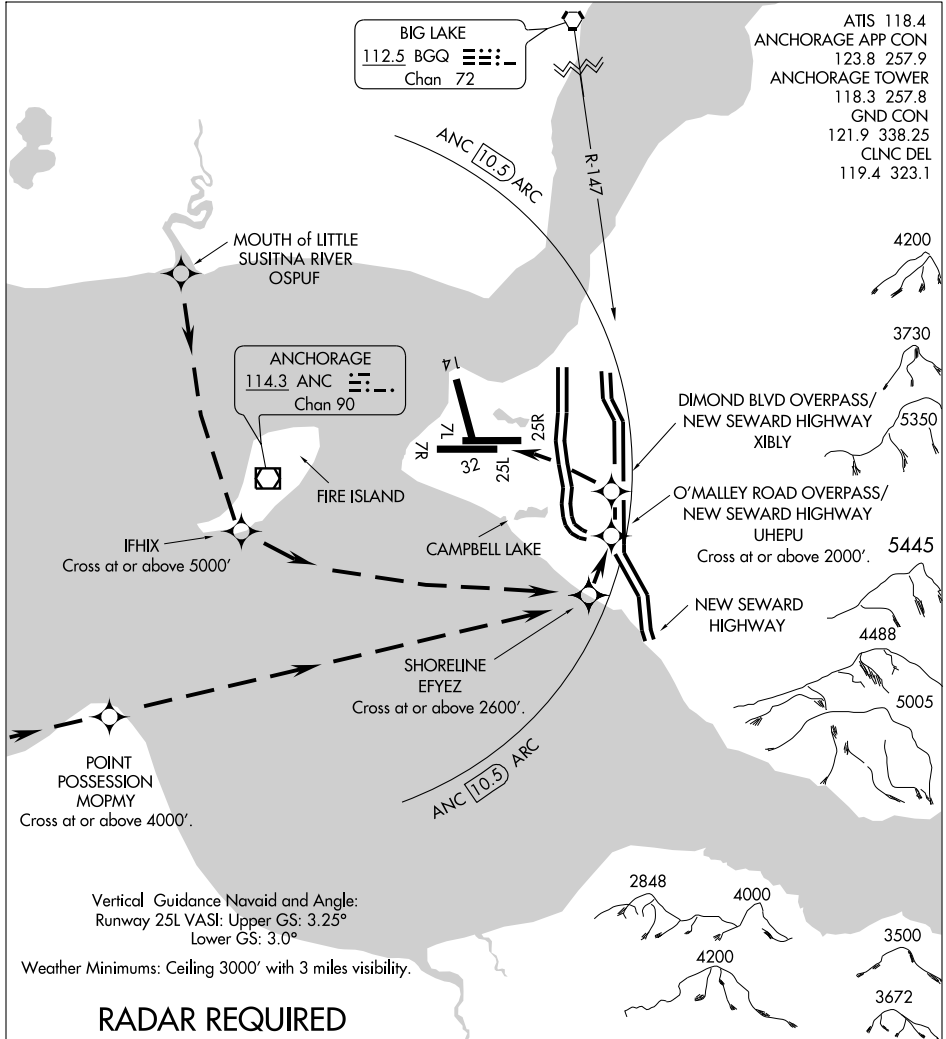 BIG LAKE
112.5 BGQ
Chan 72
ATIS 118.4
ANCHORAGE APP CON
123.8 257.9
ANCHORAGE TOWER
118.3 257.8
GND CON
121.9 338.25
CLNC DEL
119.4 323.1
ANC 10.5 ARC
R-147
MOUTH of LITTLE
SUSITNA RIVER
OSPUF
4200
ANCHORAGE
114.3 ANC
Chan 90
3730
14
7L
7R
25R
32
25L
DIMOND BLVD OVERPASS/
NEW SEWARD HIGHWAY
XIBLY
5350
FIRE ISLAND
O'MALLEY ROAD OVERPASS/
NEW SEWARD HIGHWAY
UHEPU
Cross at or above 2000'.
IFHIX
Cross at or above 5000'
CAMPBELL LAKE
5445
NEW SEWARD
HIGHWAY
4488
SHORELINE
EFYEZ
Cross at or above 2600'.
5005
POINT
POSSESSION
MOPMY
Cross at or above 4000'.
ANC 10.5 ARC
Vertical Guidance Navaid and Angle:
Runway 25L VASI: Upper GS: 3.25°
Lower GS: 3.0°
Weather Minimums: Ceiling 3000' with 3 miles visibility.
RADAR REQUIRED
2848
4000
4200
3500
3672